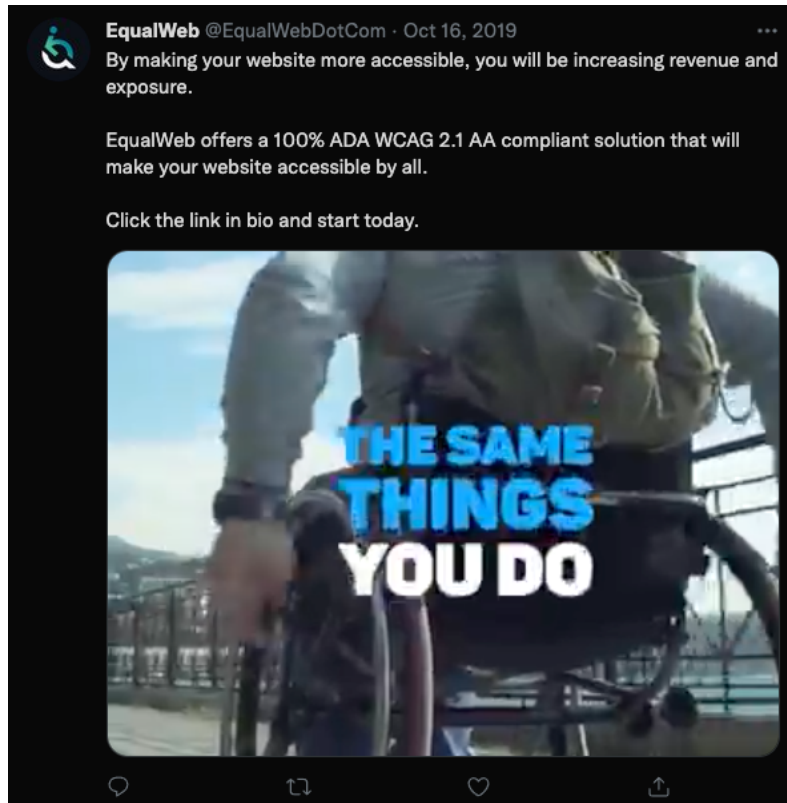 EqualWeb @EqualWebDotCom · Oct 16, 2019
By making your website more accessible, you will be increasing revenue and
exposure.
EqualWeb offers a 100% ADA WCAG 2.1 AA compliant solution that will
make your website accessible by all.
Click the link in bio and start today.
THE SAME
THINGS
YOU DO